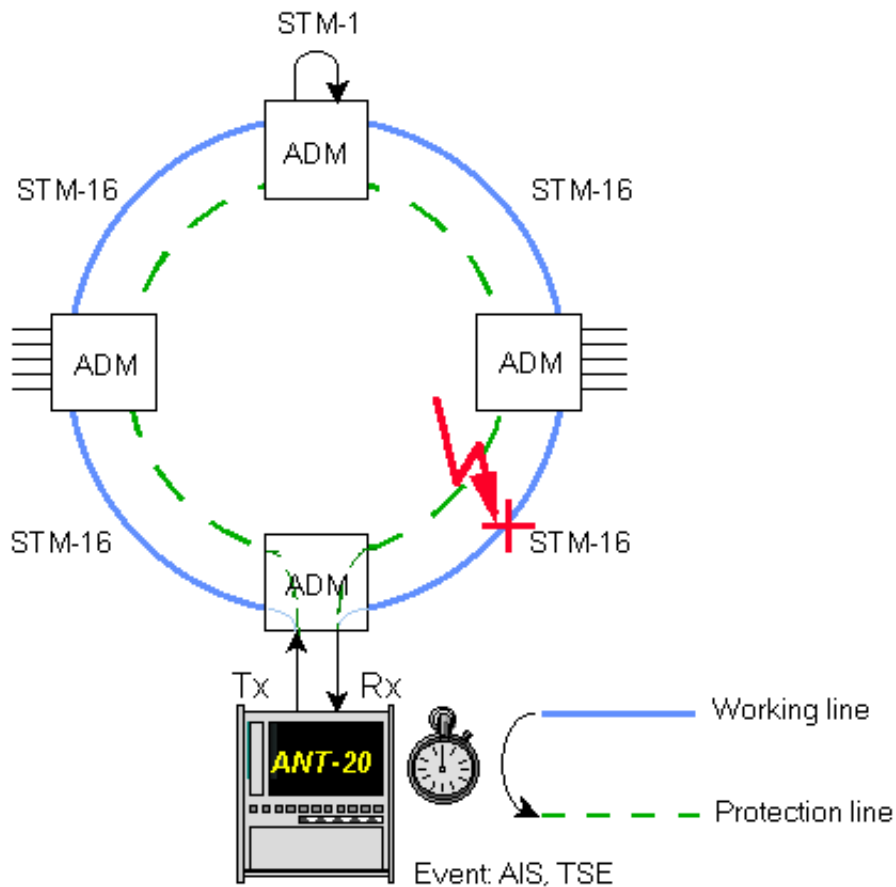 STM-1
ADM
STM-16
STM-16
ADM
ADM
STM-16
STM-16
ADM
Tx
Rx
ANT-20
Working line
Protection line
Event: AIS, TSE